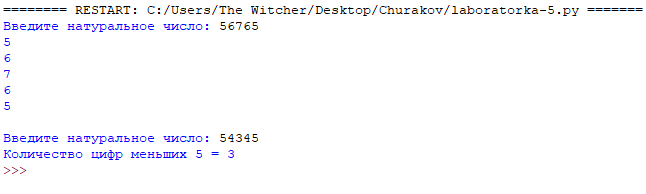 ======== RESTART: C:/Users/The Witcher/Desktop/Churakov/laboratorka-5.py =======
Введите натуральное число: 56765
5
6
7
6
5
Введите натуральное число: 54345
Количество цифр меньших 5 = 3
>>>